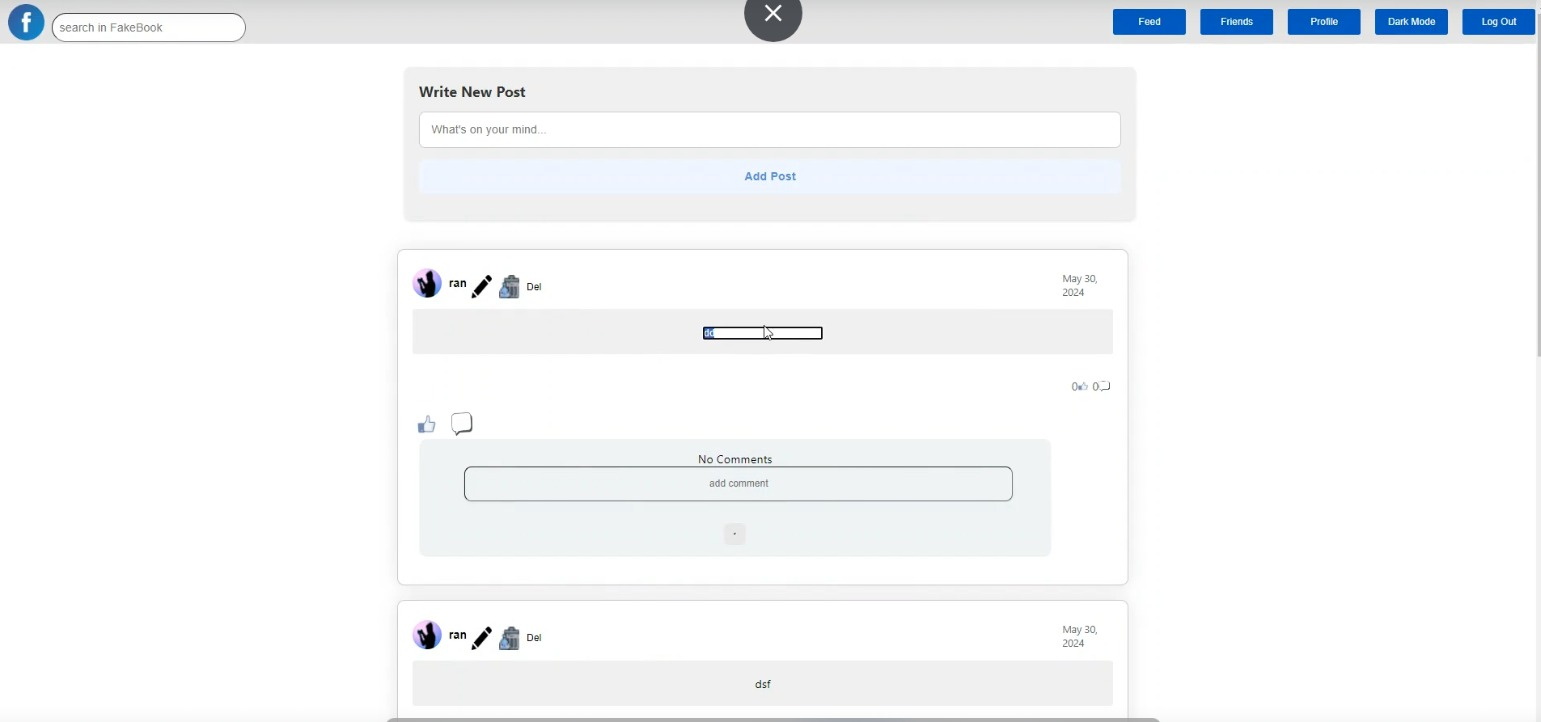 f
search in FakeBook
Feed
Friends
Profile
Dark Mode
Log Out
Write New Post
What's on your mind...
Add Post
ran
Del
May 30,
2024
dd
0 0
No Comments
add comment
ran
Del
May 30,
2024
dsf